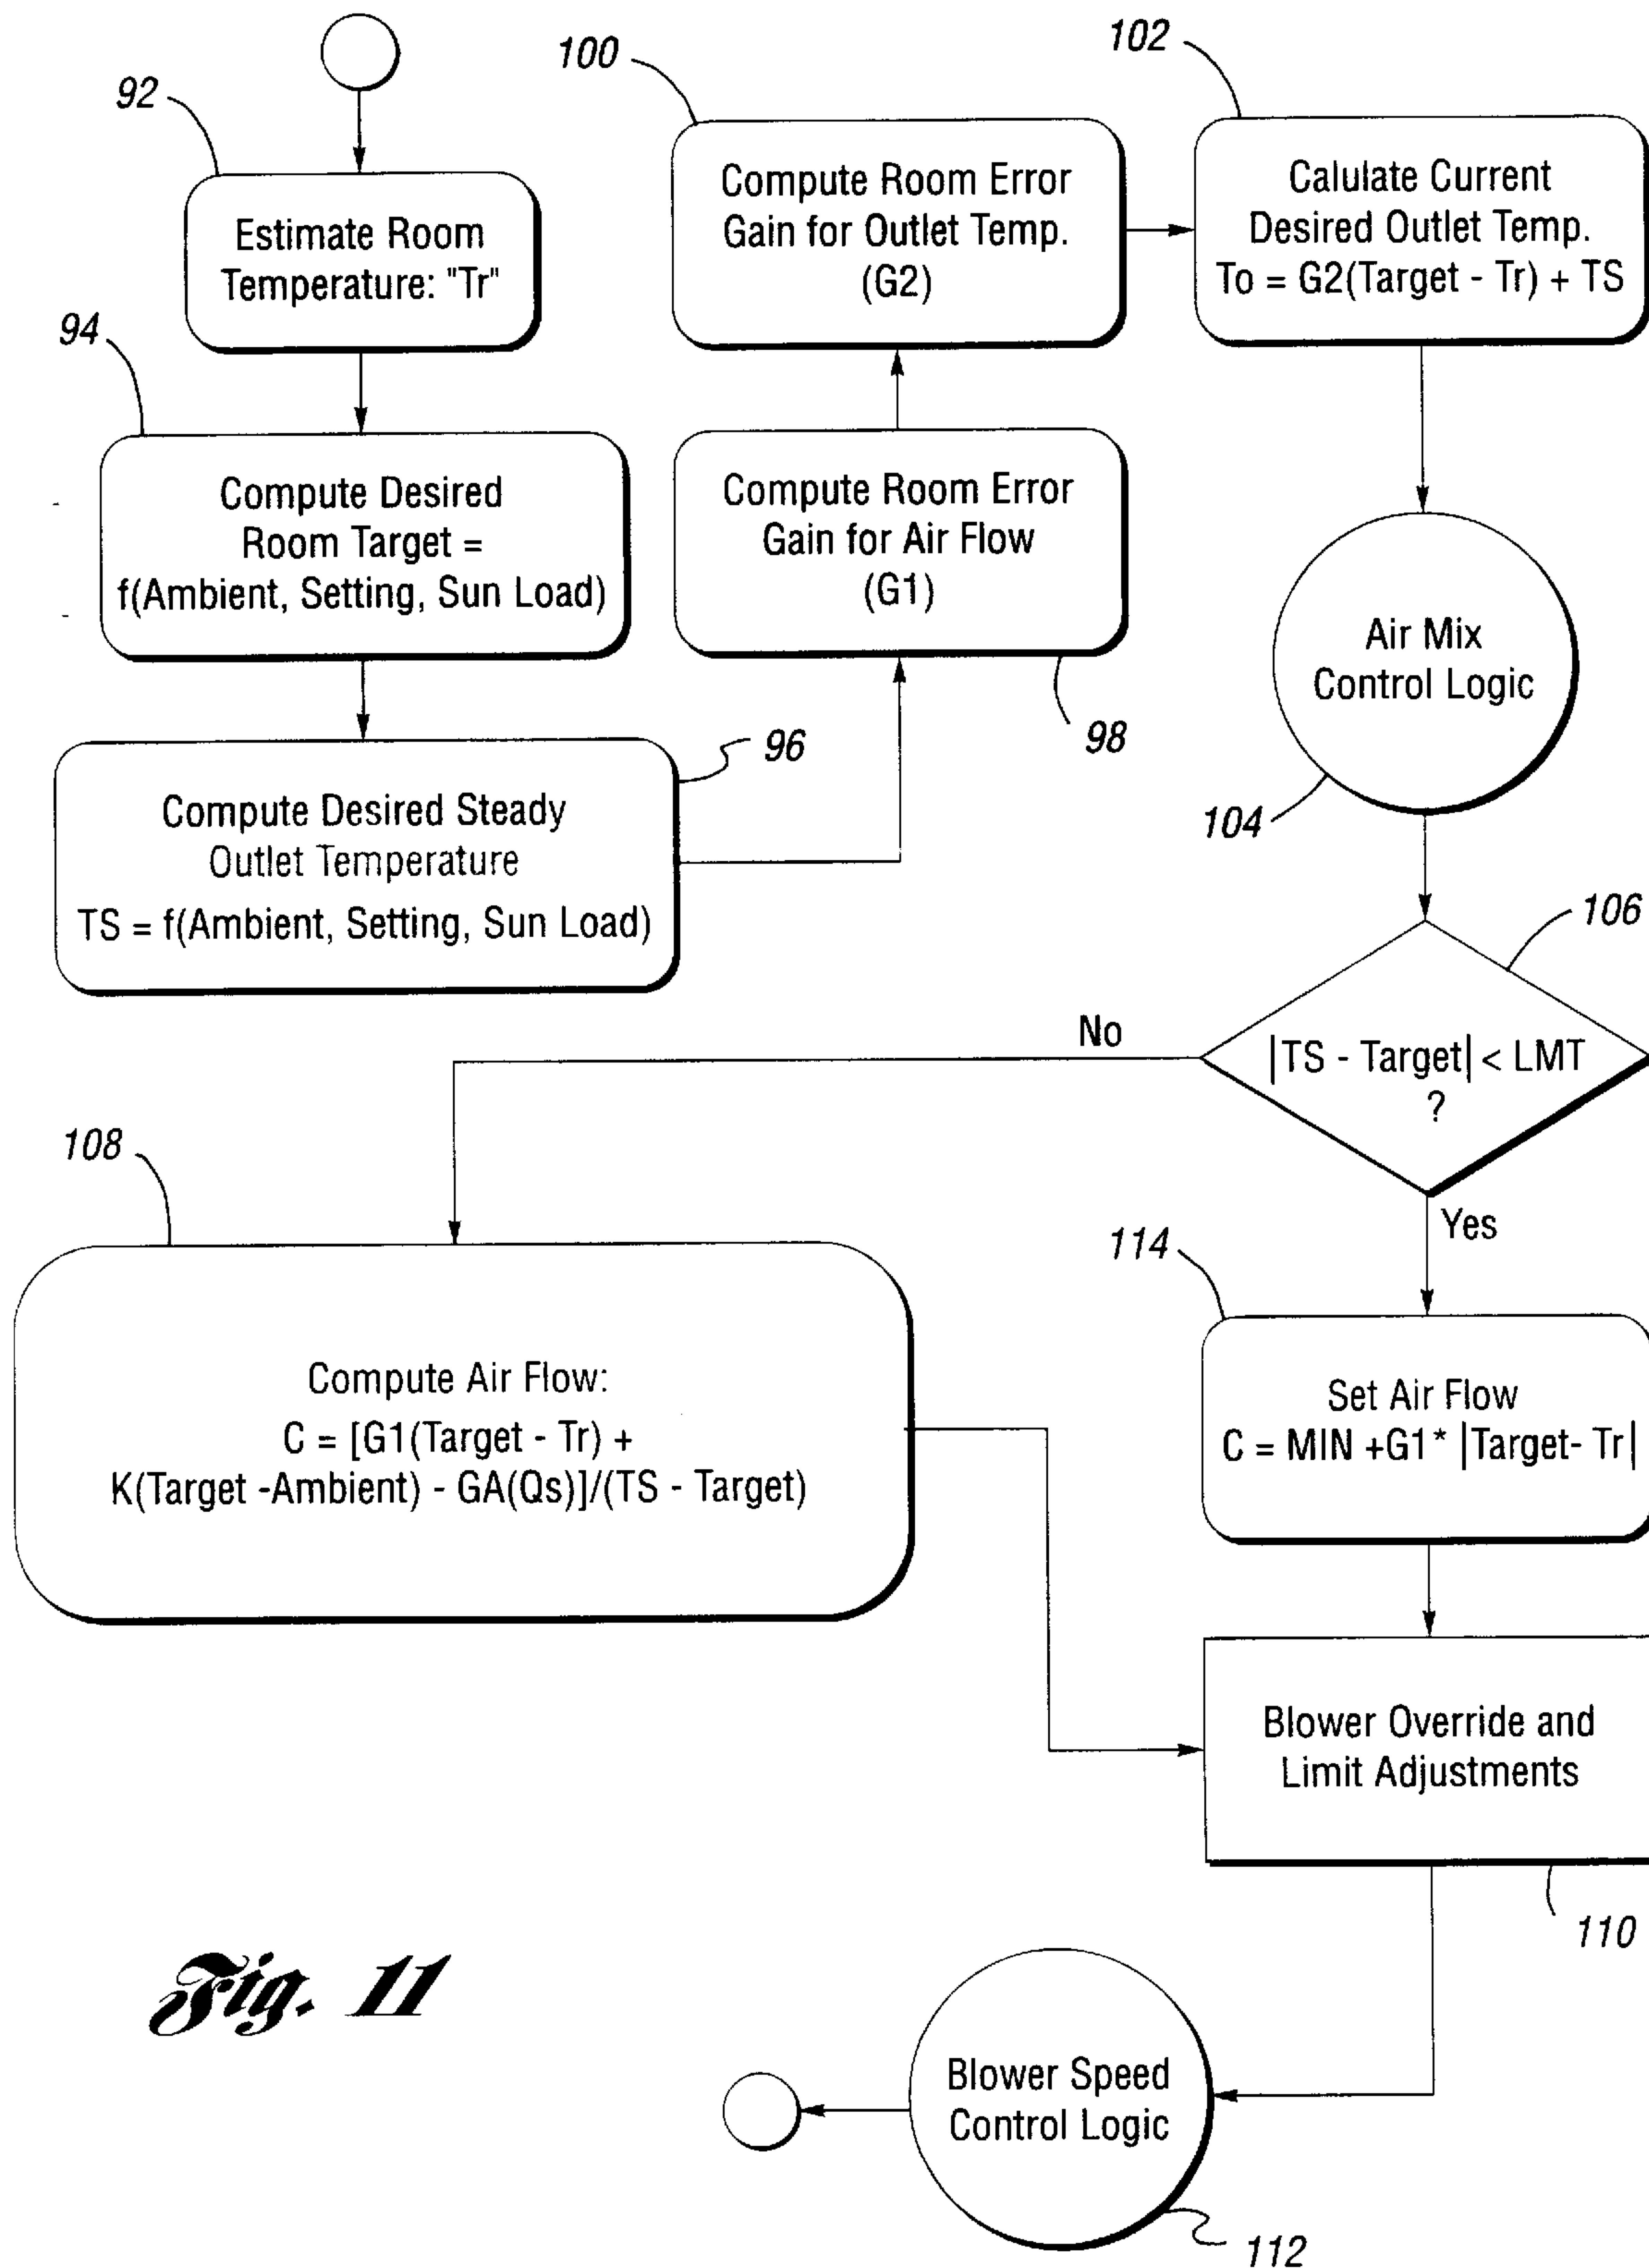 92
Estimate Room
Temperature: "Tr"
94
Compute Desired
Room Target =
f(Ambient, Setting, Sun Load)
96
Compute Desired Steady
Outlet Temperature
TS = f(Ambient, Setting, Sun Load)
98
Compute Room Error
Gain for Air Flow
(G1)
100
Compute Room Error
Gain for Outlet Temp.
(G2)
102
Calulate Current
Desired Outlet Temp.
To = G2(Target - Tr) + TS
Air Mix
Control Logic
104
106
|TS - Target| < LMT
?
No
Yes
108
Compute Air Flow:
C = [G1(Target - Tr) +
K(Target -Ambient) - GA(Qs)]/(TS - Target)
114
Set Air Flow
C = MIN +G1* |Target- Tr|
Blower Override and
Limit Adjustments
110
Blower Speed
Control Logic
112
Fig. 11